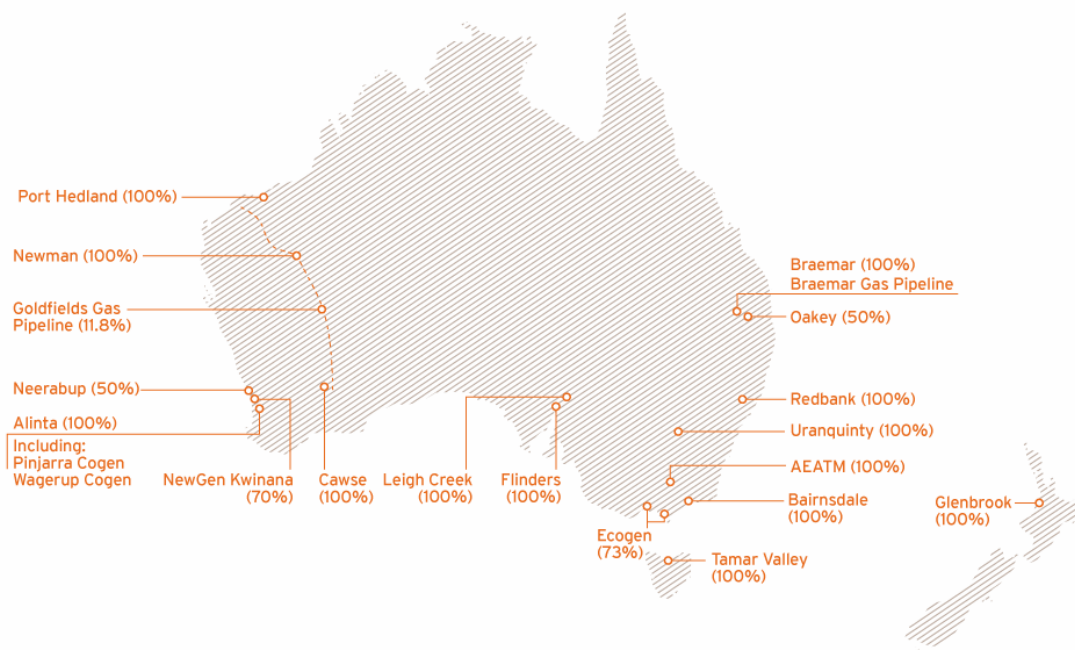 Port Hedland (100%)
Newman (100%)
Goldfields Gas
Pipeline (11.8%)
Neerabup (50%)
Alinta (100%)
Including:
Pinjarra Cogen
Wagerup Cogen
NewGen Kwinana
(70%)
Cawse
(100%)
Leigh Creek
(100%)
Flinders
(100%)
Braemar (100%)
Braemar Gas Pipeline
Oakey (50%)
Redbank (100%)
Uranquinty (100%)
AEATM (100%)
Bairnsdale
(100%)
Ecogen
(73%)
Tamar Valley
(100%)
Glenbrook
(100%)